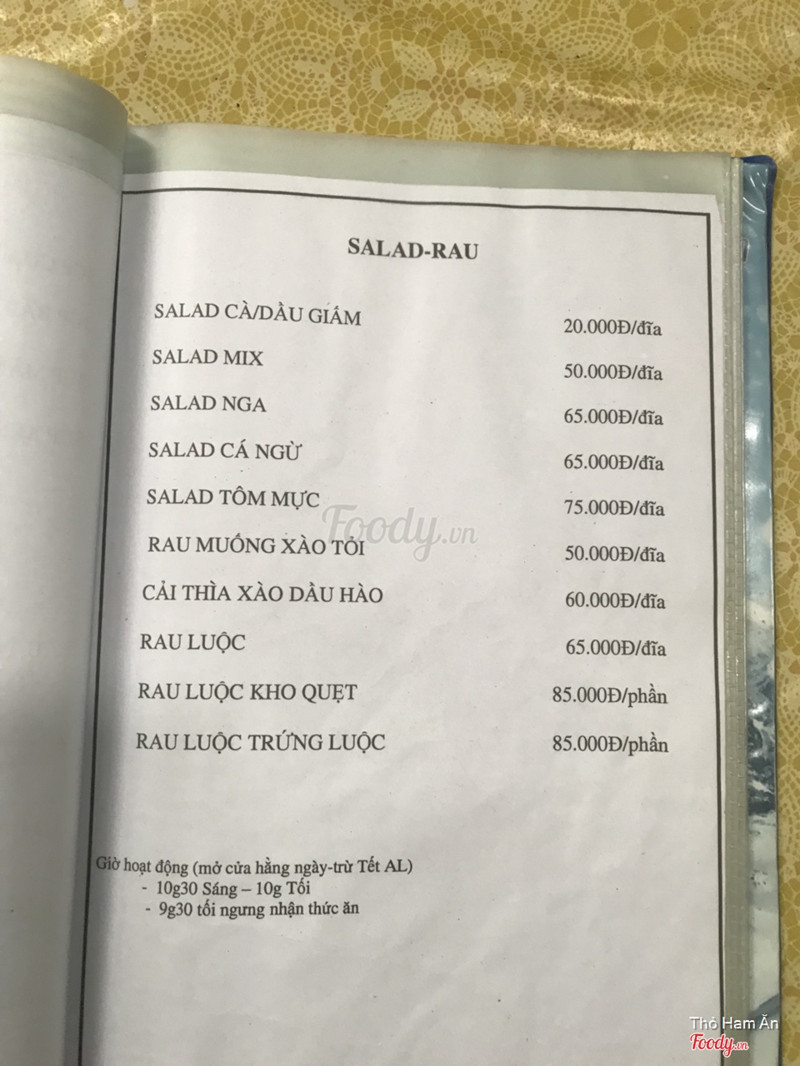 SALAD-RAU
SALAD CÀ/DẦU GIẤM 20.000Đ/đĩa
SALAD MIX 50.000Đ/đĩa
SALAD NGA 65.000Đ/đĩa
SALAD CÁ NGỪ 65.000Đ/đĩa
SALAD TÔM MỰC 75.000Đ/đĩa
Foody.vn
RAU MUỐNG XÀO TỎI 50.000Đ/đĩa
CẢI THÌA XÀO DẦU HÀO 60.000Đ/đĩa
RAU LUỘC 65.000Đ/đĩa
RAU LUỘC KHO QUẸT 85.000Đ/phần
RAU LUỘC TRỨNG LUỘC 85.000Đ/phần
Giờ hoạt động (mở cửa hằng ngày-trừ Tết AL)
- 10g30 Sáng – 10g Tối
- 9g30 tối ngưng nhận thức ăn
Thỏ Ham Ăn
Foody.vn